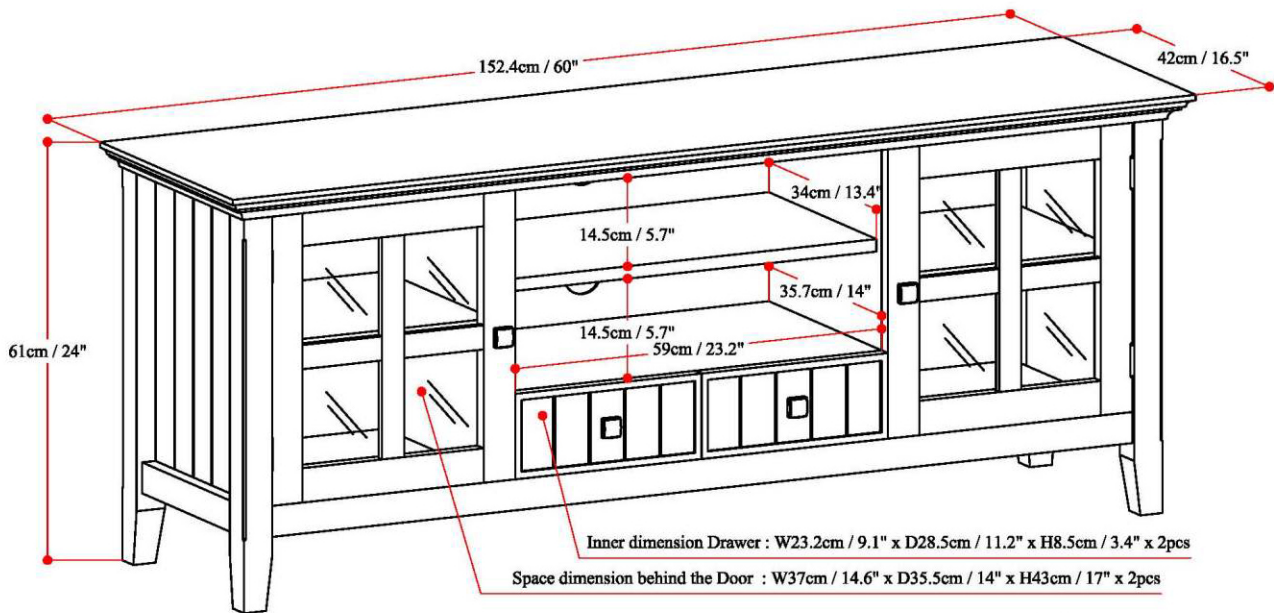 152.4cm / 60"
42cm / 16.5"
34cm / 13.4"
14.5cm / 5.7"
35.7cm / 14"
14.5cm / 5.7"
59cm / 23.2"
61cm / 24"
Inner dimension Drawer : W23.2cm / 9.1" x D28.5cm / 11.2" x H8.5cm / 3.4" x 2pcs
Space dimension behind the Door : W37cm / 14.6" x D35.5cm / 14" x H43cm / 17" x 2pcs